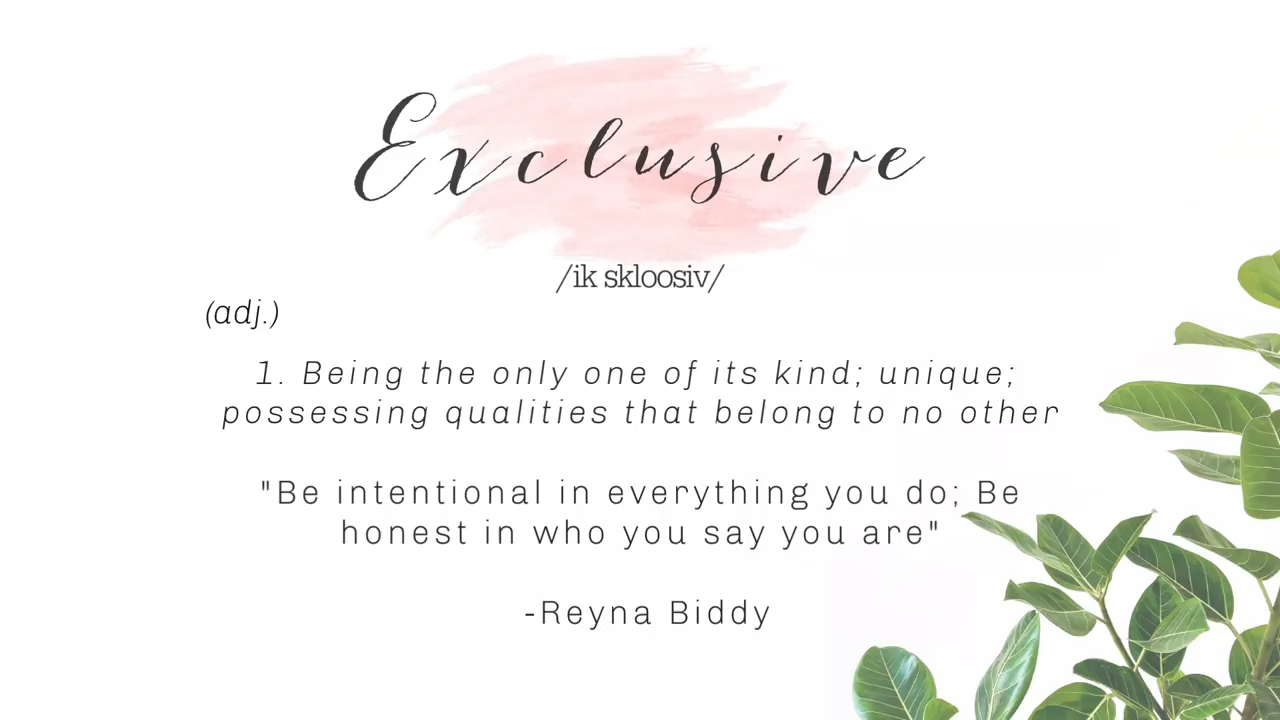 Exclusive
/ik skloosiv/
(adj.)
1. Being the only one of its kind; unique;
possessing qualities that belong to no other
"Be intentional in everything you do; Be
honest in who you say you are"
-Reyna Biddy